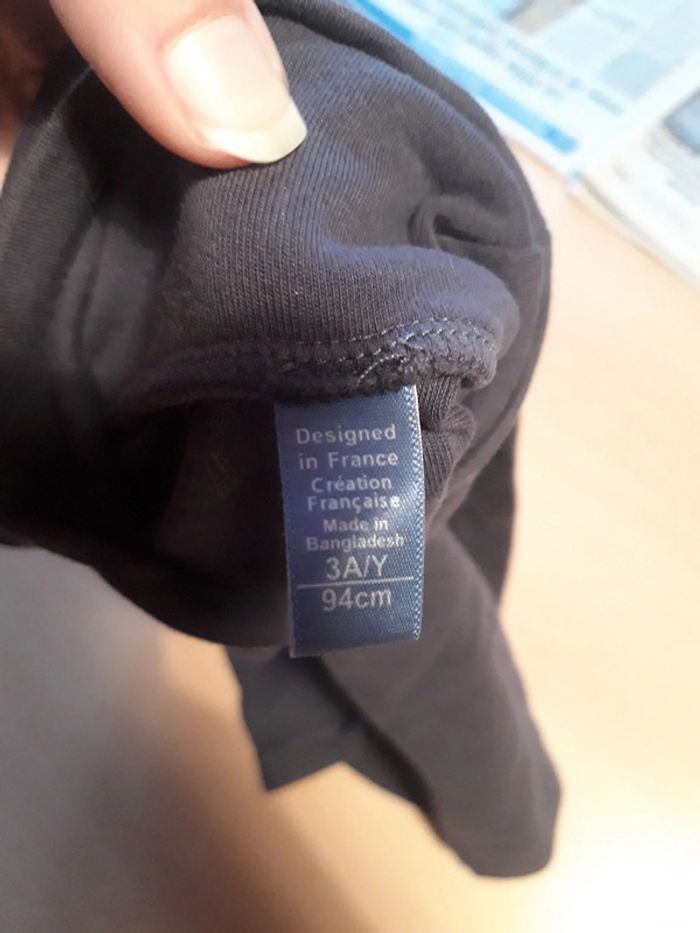 Designed
in France
Création
Française
Made in
Bangladesh
3A/Y
94cm